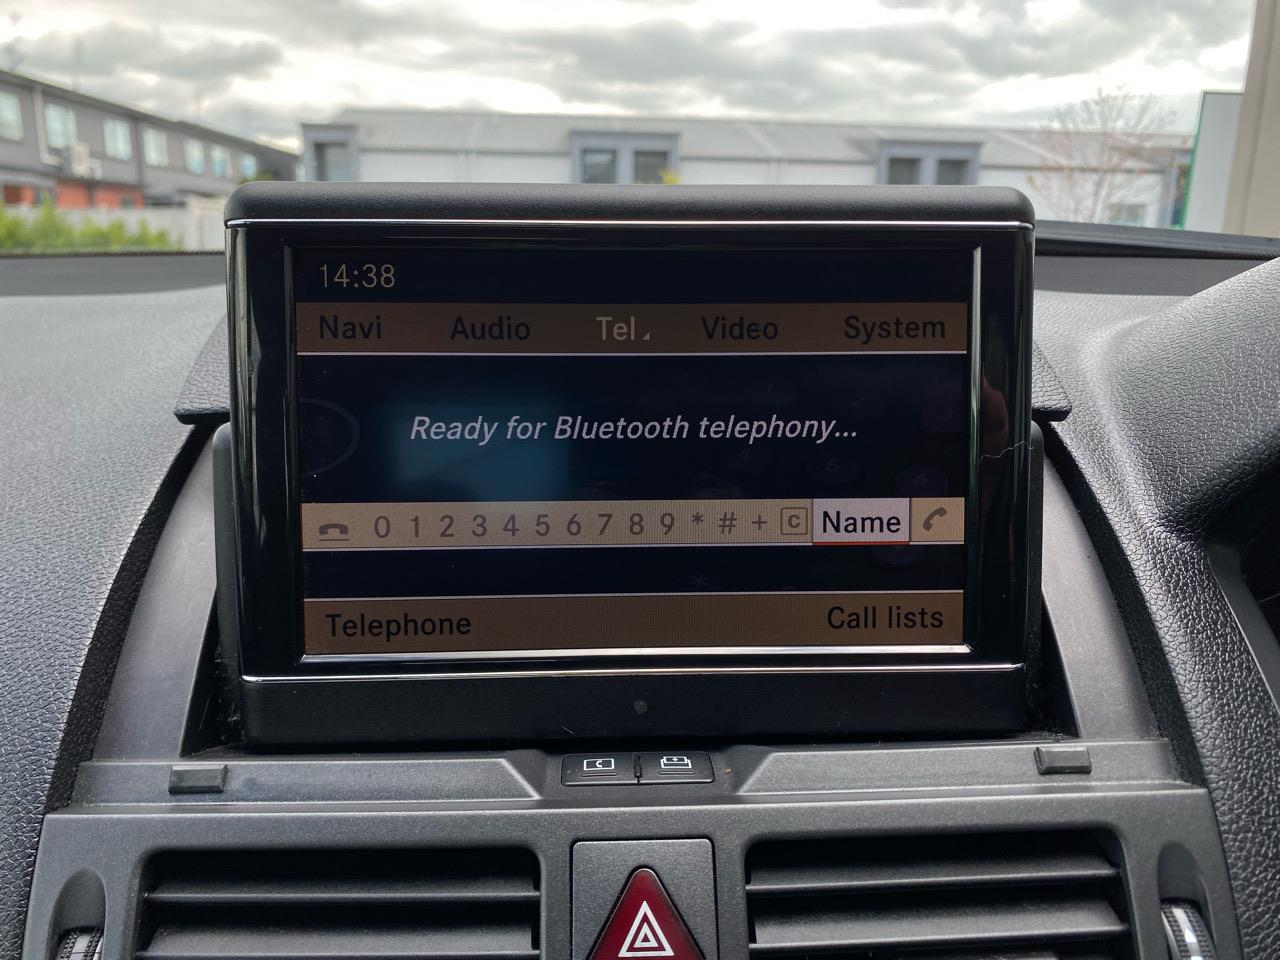 14:38
Navi Audio Tel Video System
Ready for Bluetooth telephony...
0 1 2 3 4 5 6 7 8 9 * # + C Name
Telephone Call lists